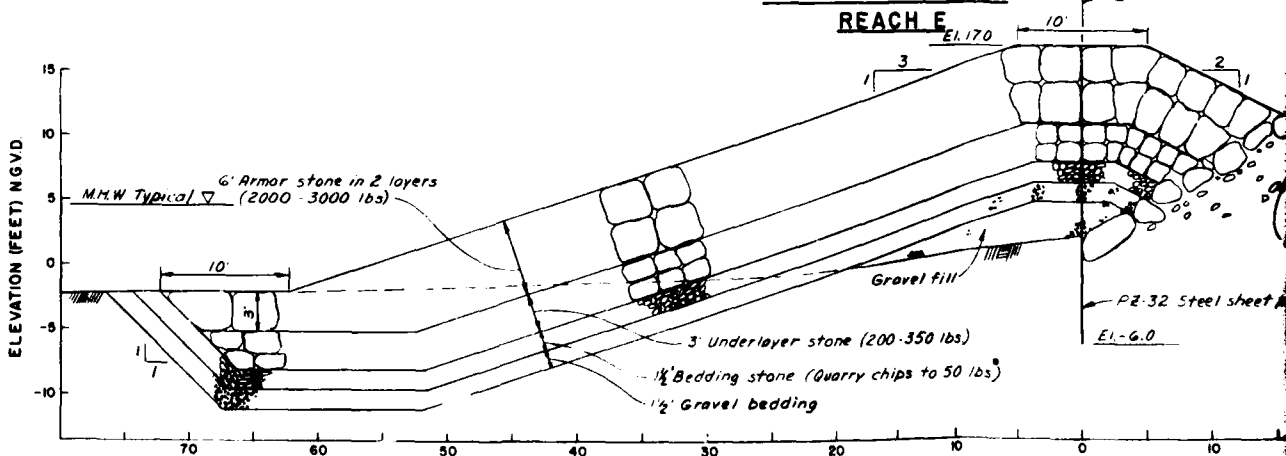 REACH E
El.17.0
10'
3
1
2
1
15
10
5
0
-5
-10
ELEVATION (FEET) N.G.V.D.
M.H.W Typical
6' Armor stone in 2 layers
(2000-3000 lbs)
10'
3'
1
1
Gravel fill
PZ-32 Steel sheet
El.-6.0
3' Underlayer stone (200-350 lbs)
1½' Bedding stone (Quarry chips to 50 lbs)
1½' Gravel bedding
70
60
50
40
30
20
10
0
10